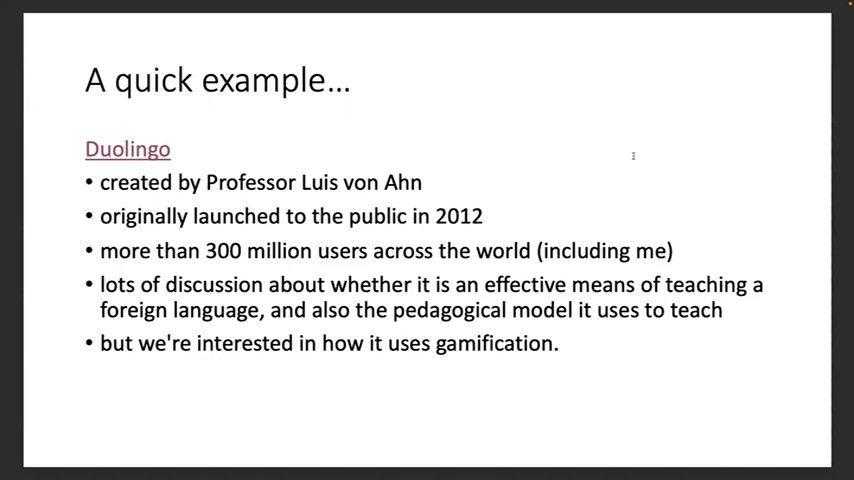 A quick example...
Duolingo
• created by Professor Luis von Ahn
• originally launched to the public in 2012
• more than 300 million users across the world (including me)
• lots of discussion about whether it is an effective means of teaching a
foreign language, and also the pedagogical model it uses to teach
• but we're interested in how it uses gamification.